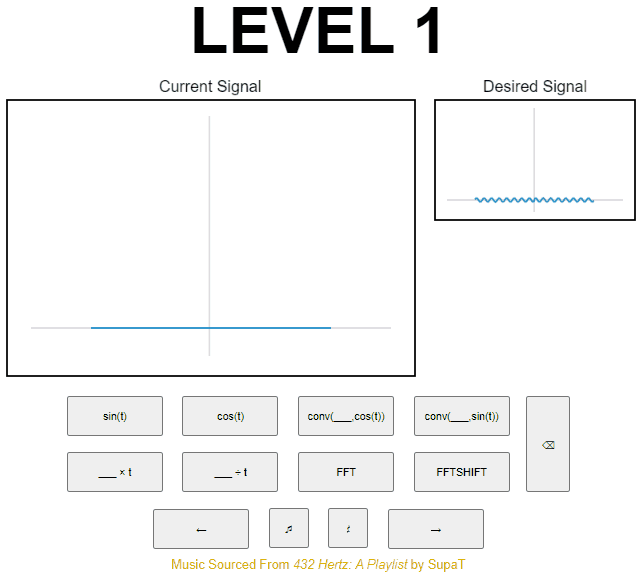 LEVEL 1
Current Signal
Desired Signal
sin(t)
cos(t)
conv(___,cos(t))
conv(___,sin(t))
⌫
___ × t
___ ÷ t
FFT
FFTSHIFT
←
♬
♯
→
Music Sourced From 432 Hertz: A Playlist by SupaT